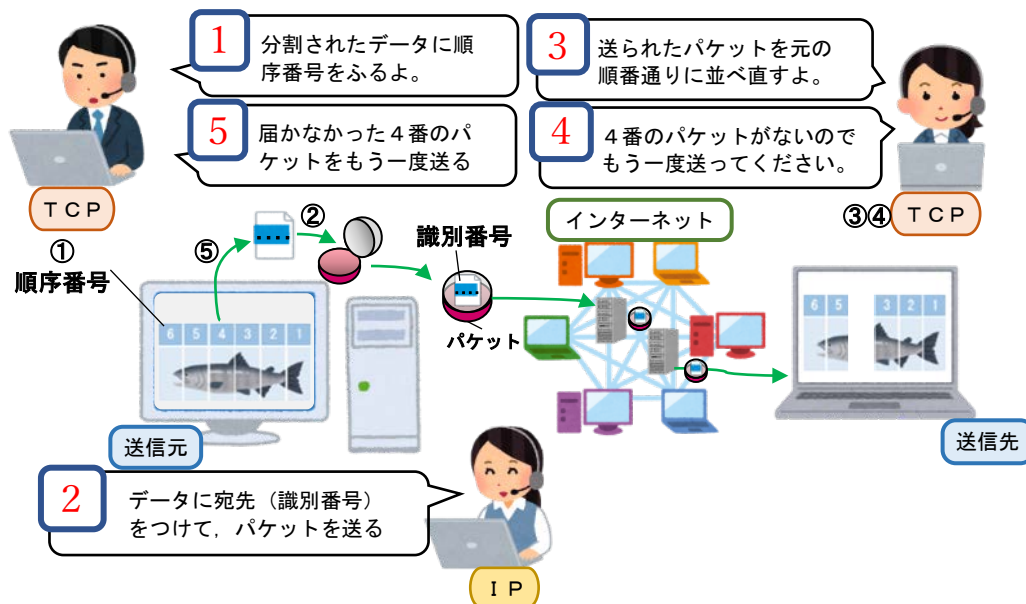 1
分割されたデータに順
序番号をふるよ。
3
送られたパケットを元の
順番通りに並べ直すよ。
5
届かなかった４番のパ
ケットをもう一度送る
4
４番のパケットがないので
もう一度送ってください。
ＴＣＰ
③④
ＴＣＰ
①
順序番号
⑤
②
識別番号
パケット
インターネット
6 5 4 3 2 1
6 5 3 2 1
送信元
送信先
2
データに宛先（識別番号）
をつけて，パケットを送る
ＩＰ